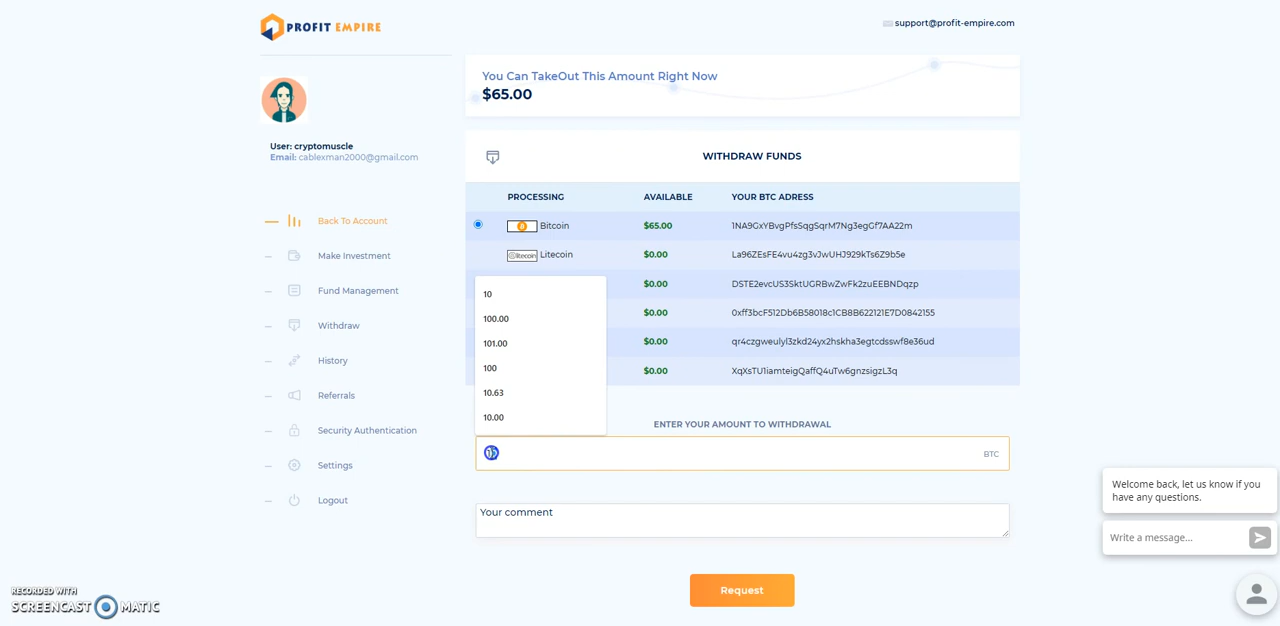 PROFIT EMPIRE
support@profit-empire.com
You Can TakeOut This Amount Right Now
$65.00
User: cryptomuscle
Email: cablexman2000@gmail.com
Back To Account
Make Investment
Fund Management
Withdraw
History
Referrals
Security Authentication
Settings
Logout
WITHDRAW FUNDS
PROCESSING AVAILABLE YOUR BTC ADRESS
Bitcoin $65.00 1NA9GxYBvgPfsSqgSqrM7Ng3egGf7AA22m
litecoin Litecoin $0.00 La96ZEsFE4vu4zg3vJwUHJ929kTs6Z9b5e
$0.00 DSTE2evcUS3SktUGRBwZwFk2zuEEBNDqzp
$0.00 0xff3bcF512Db6B58018c1CB8B622121E7D0842155
$0.00 qr4czgweulyl3zkd24yx2hskha3egtcdsswf8e36ud
$0.00 XqXsTU1iamteigQaffQ4uTw6gnzsigzL3q
10
100.00
101.00
100
10.63
10.00
ENTER YOUR AMOUNT TO WITHDRAWAL
BTC
Your comment
Request
Welcome back, let us know if you
have any questions.
Write a message...
RECORDED WITH
SCREENCAST MATIC